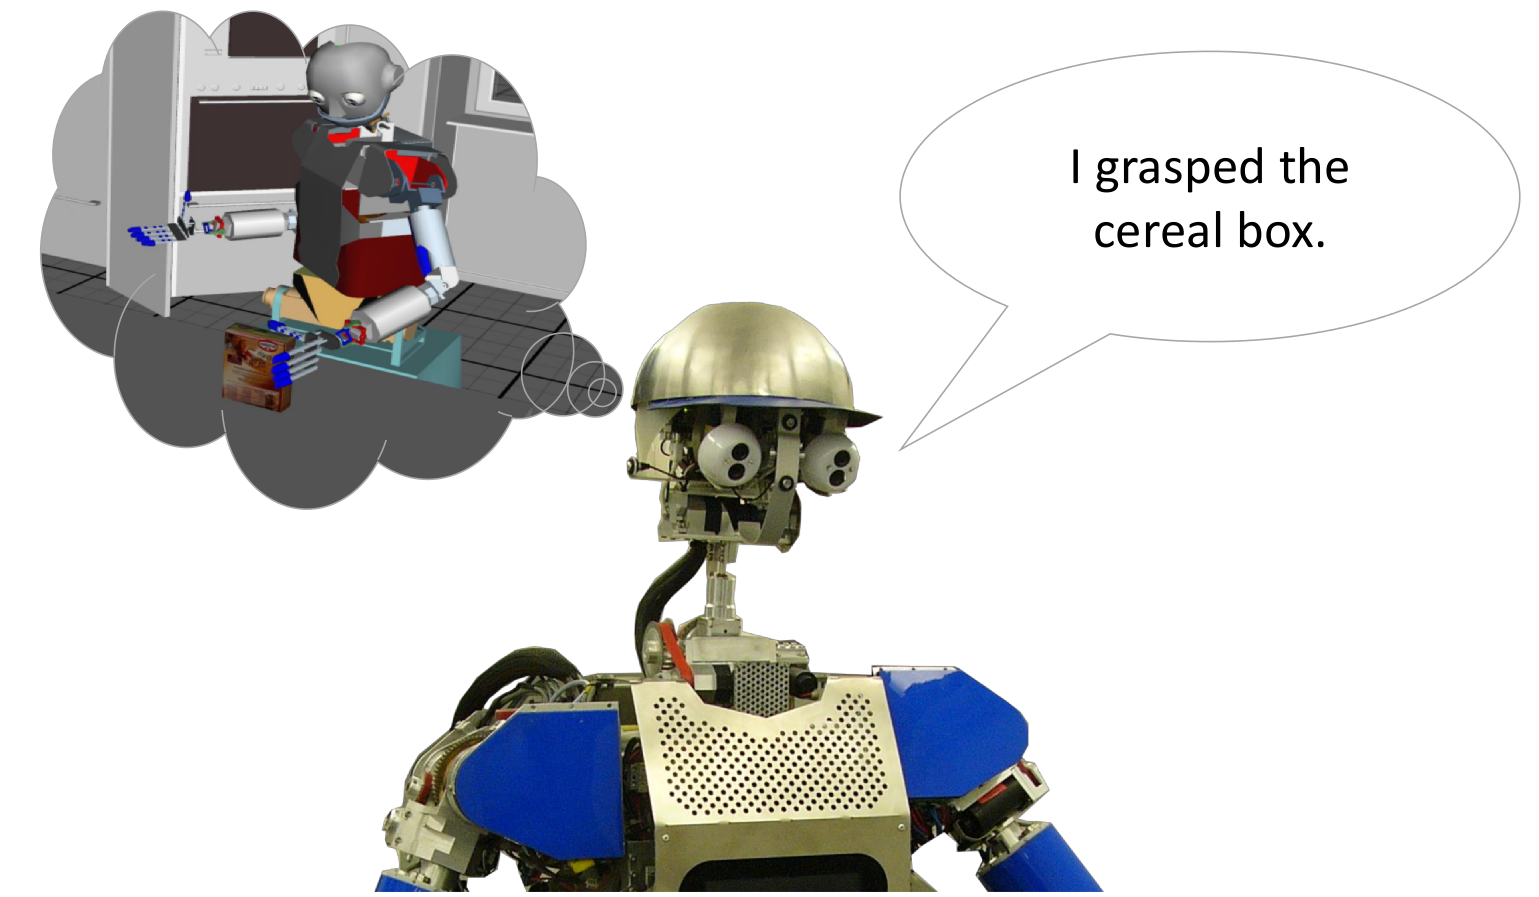 I grasped the
cereal box.